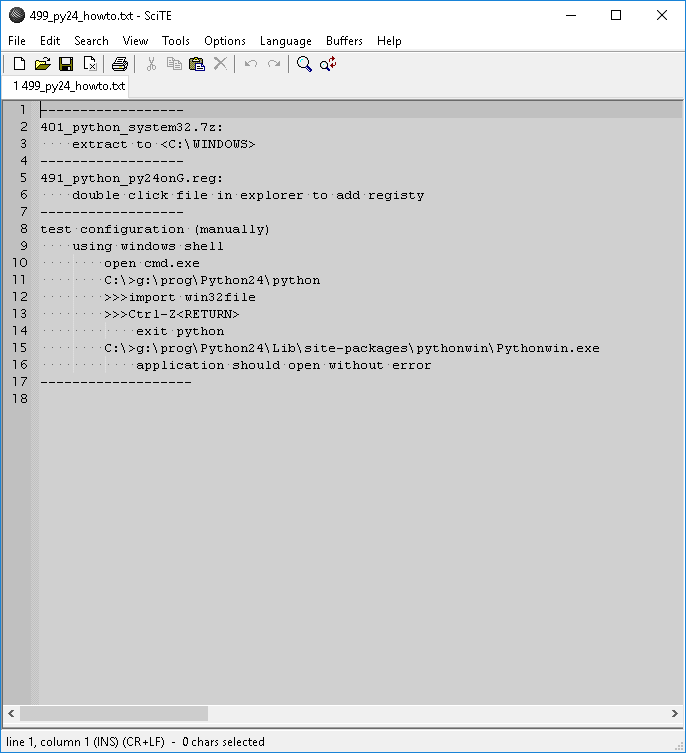 499_py24_howto.txt - SciTE
File Edit Search View Tools Options Language Buffers Help
1 499_py24_howto.txt
1 ------------------
2 401_python_system32.7z:
3     extract to <C:\WINDOWS>
4 ------------------
5 491_python_py24onG.reg:
6     double click file in explorer to add registy
7 ------------------
8 test configuration (manually)
9     using windows shell
10         open cmd.exe
11         C:\>g:\prog\Python24\python
12         >>>import win32file
13         >>>Ctrl-Z<RETURN>
14             exit python
15         C:\>g:\prog\Python24\Lib\site-packages\pythonwin\Pythonwin.exe
16             application should open without error
17 -------------------
18
line 1, column 1 (INS) (CR+LF) - 0 chars selected